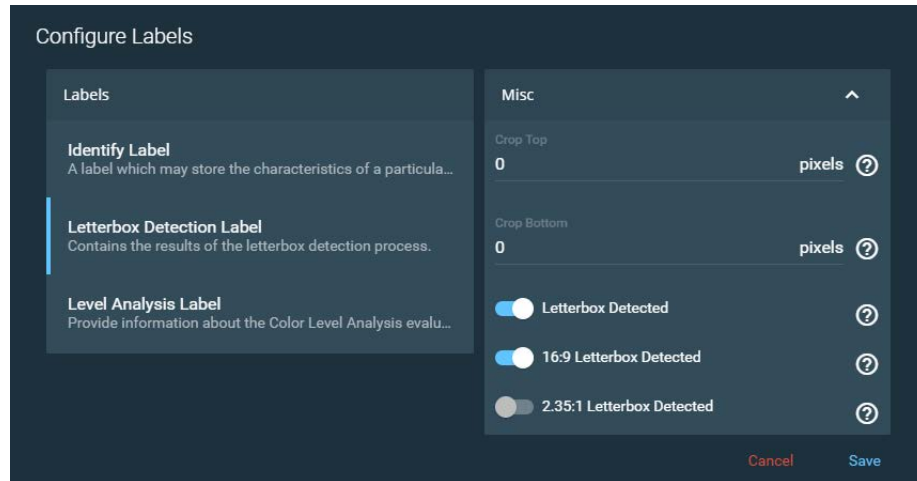 Configure Labels
Labels
Identify Label
A label which may store the characteristics of a particula...
Letterbox Detection Label
Contains the results of the letterbox detection process.
Level Analysis Label
Provide information about the Color Level Analysis evalu...
Misc
Crop Top
0 pixels
Crop Bottom
0 pixels
Letterbox Detected
16:9 Letterbox Detected
2.35:1 Letterbox Detected
Cancel Save